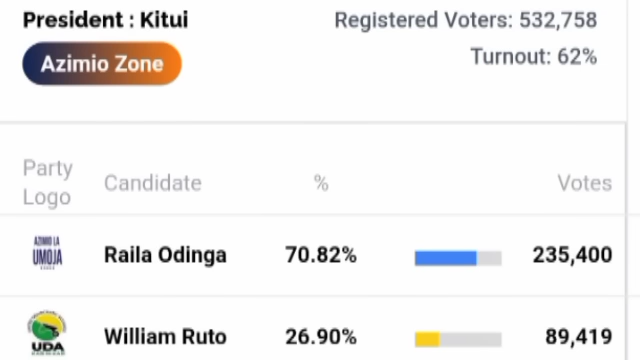 President : Kitui
Registered Voters: 532,758
Azimio Zone
Turnout: 62%
Party Logo
Candidate
%
Votes
AZIMIO LA
UMOJA
Raila Odinga
70.82%
235,400
UDA
William Ruto
26.90%
89,419